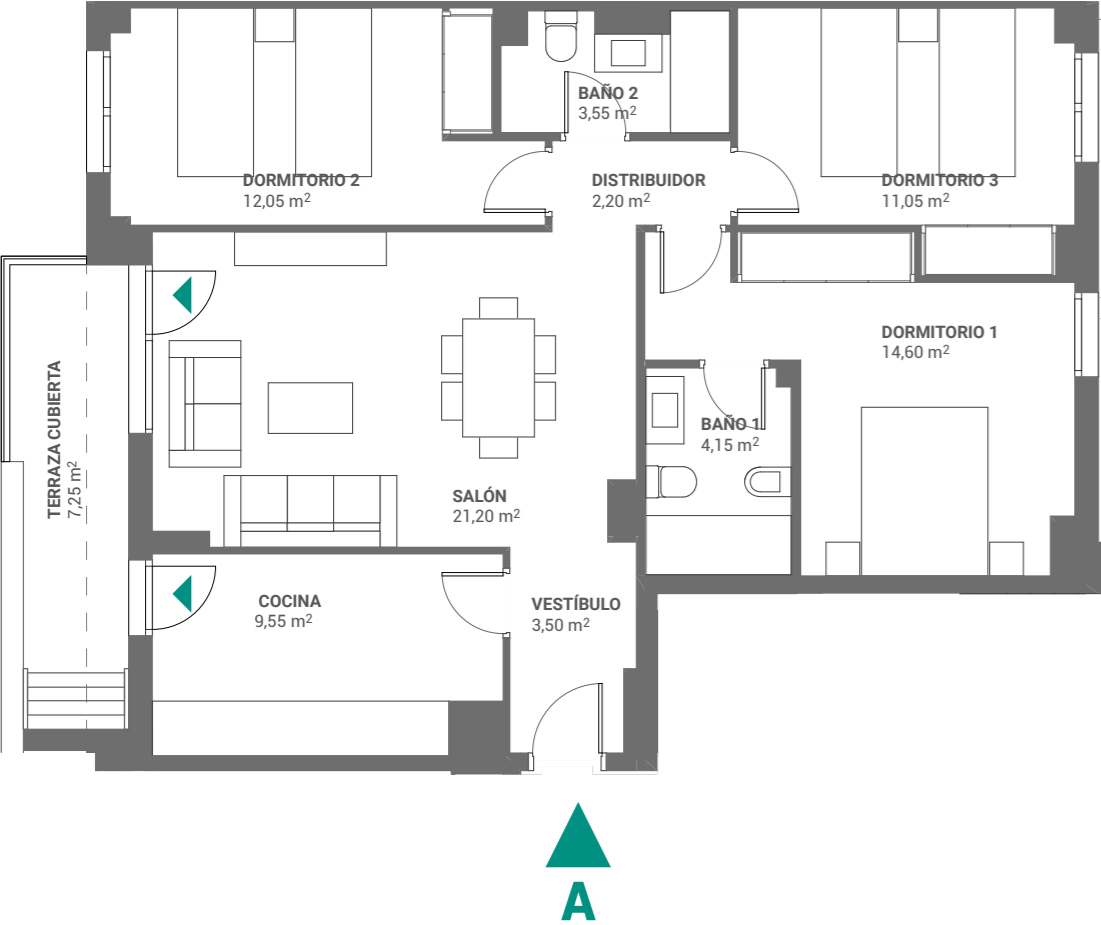 BAÑO 2
3,55 m²
DORMITORIO 2
12,05 m²
DISTRIBUIDOR
2,20 m²
DORMITORIO 3
11,05 m²
DORMITORIO 1
14,60 m²
TERRAZA CUBIERTA
7,25 m²
BAÑO 1
4,15 m²
SALÓN
21,20 m²
COCINA
9,55 m²
VESTÍBULO
3,50 m²
A